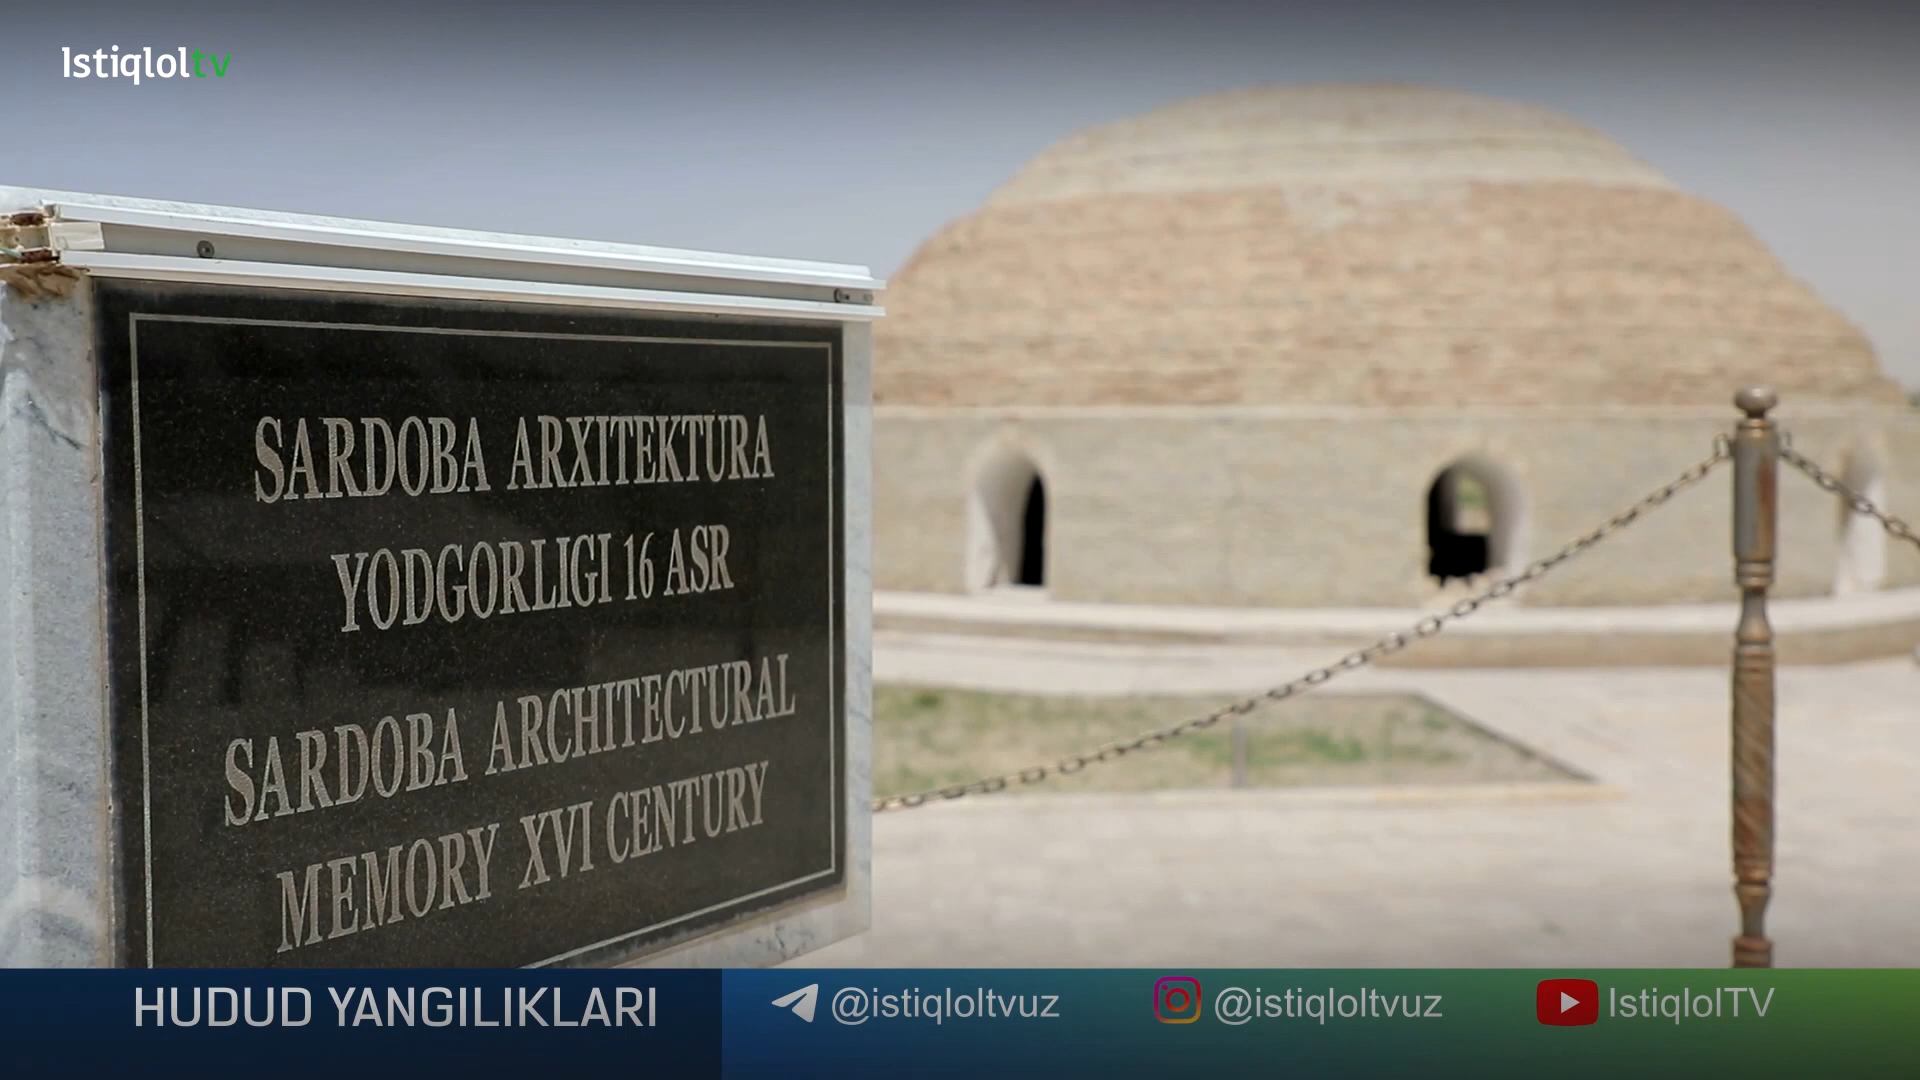 Istiqloltv
SARDOBA ARXITEKTURA
YODGORLIGI 16 ASR
SARDOBA ARCHITECTURAL
MEMORY XVI CENTURY
HUDUD YANGILIKLARI
@istiqloltvuz
@istiqloltvuz
IstiqlolTV